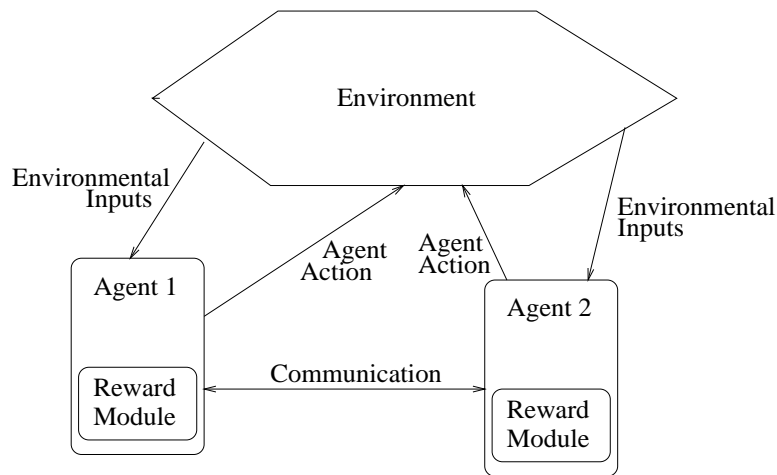 Environment
Environmental
Inputs
Environmental
Inputs
Agent
Action
Agent
Action
Agent 1
Agent 2
Communication
Reward
Module
Reward
Module